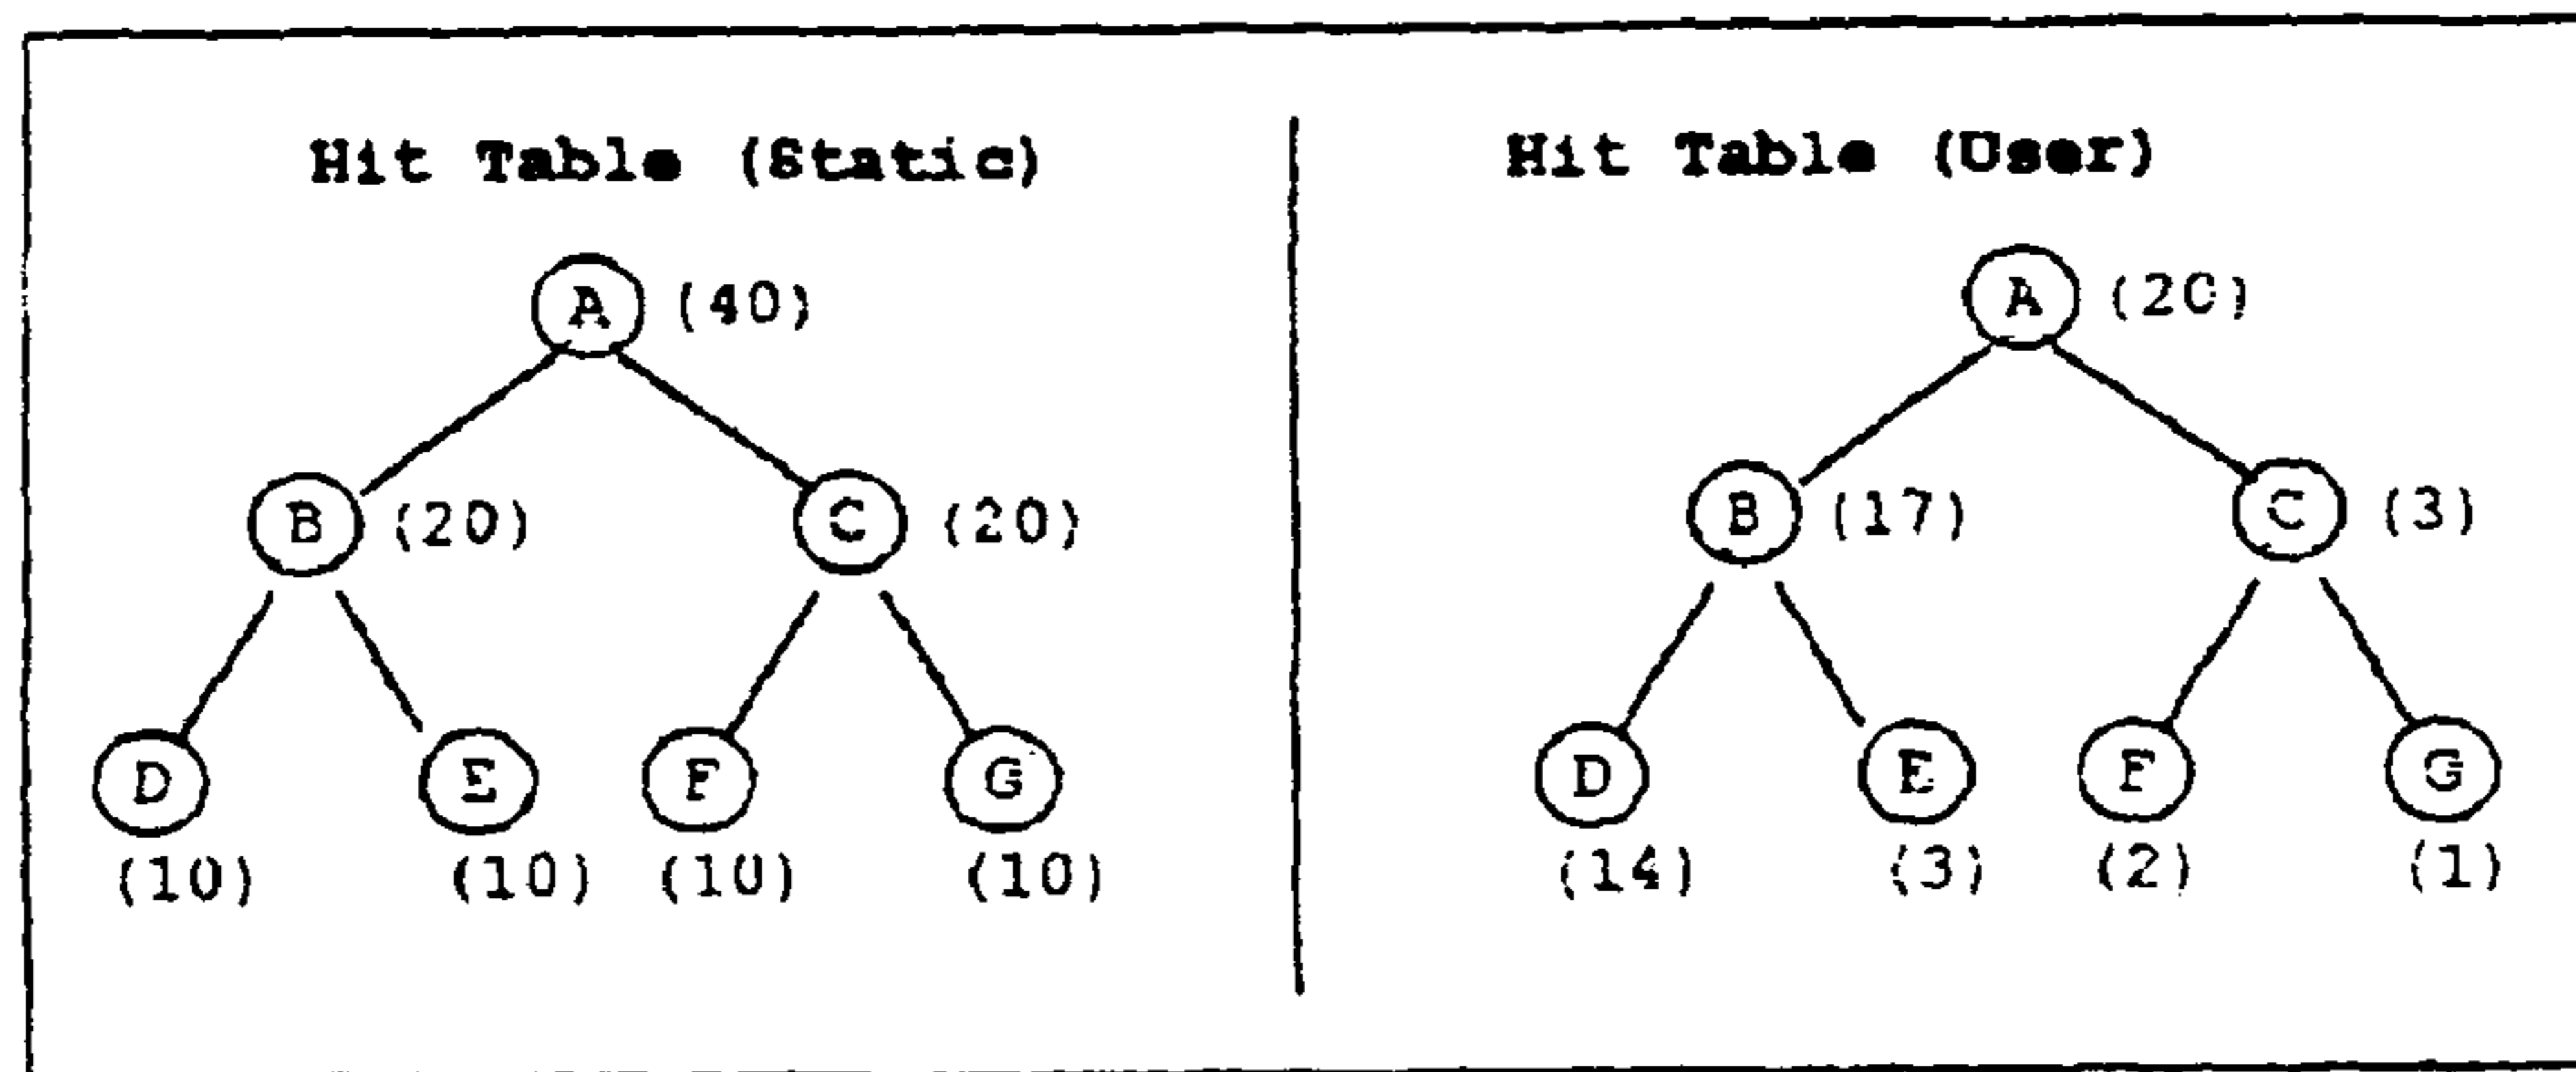 Hit Table (Static)
A (40)
B (20) C (20)
D E F G
(10) (10) (10) (10)
Hit Table (User)
A (20)
B (17) C (3)
D E F G
(14) (3) (2) (1)